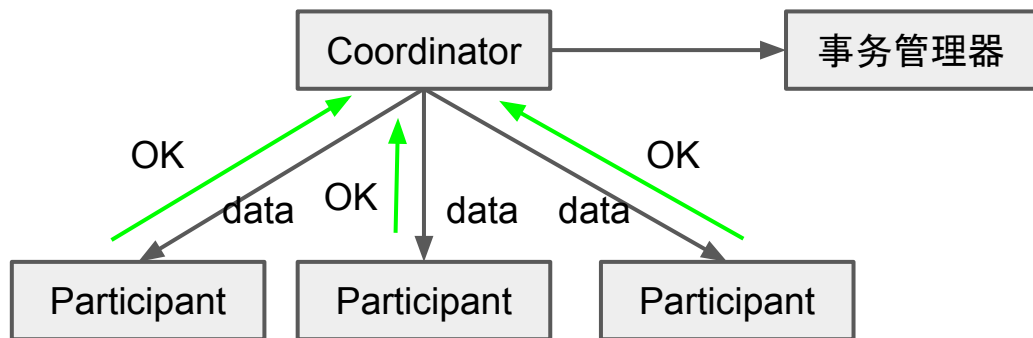 Coordinator
事务管理器
OK
OK
OK
data
data
data
Participant
Participant
Participant